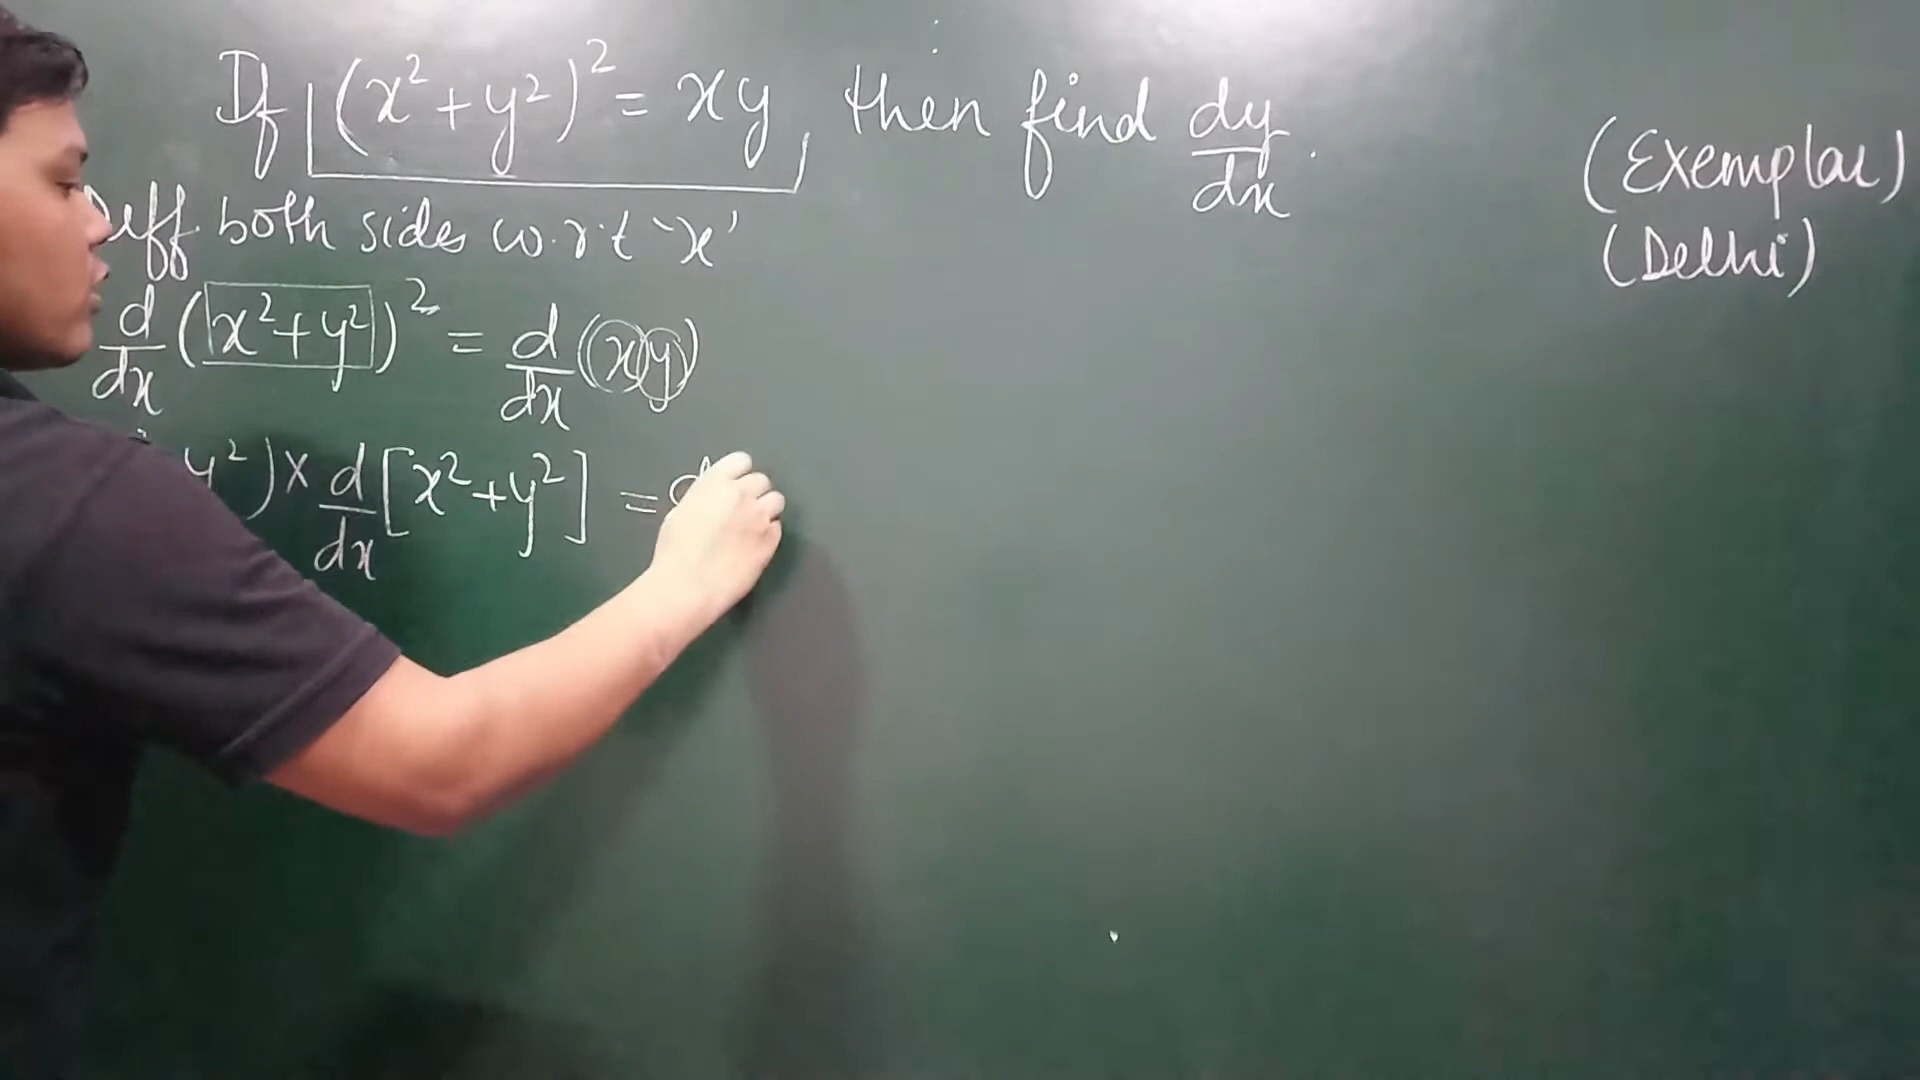 If (x²+y²)² = xy, then find dy/dx.
(Exemplar)
(Delhi)
Diff. both sides w.r.t 'x'
d/dx (x²+y²)² = d/dx (xy)
y²) × d/dx [x²+y²] = d